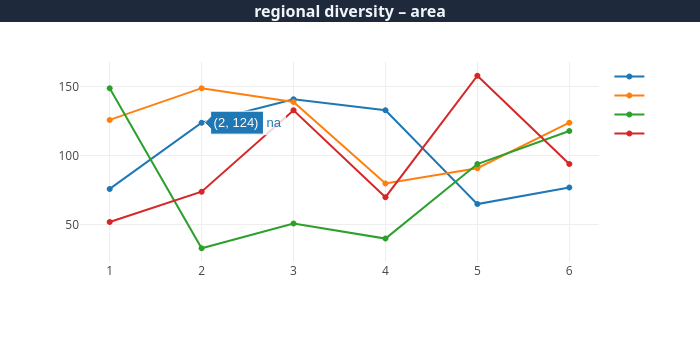 regional diversity – area
150
100
50
(2, 124) na
1 2 3 4 5 6